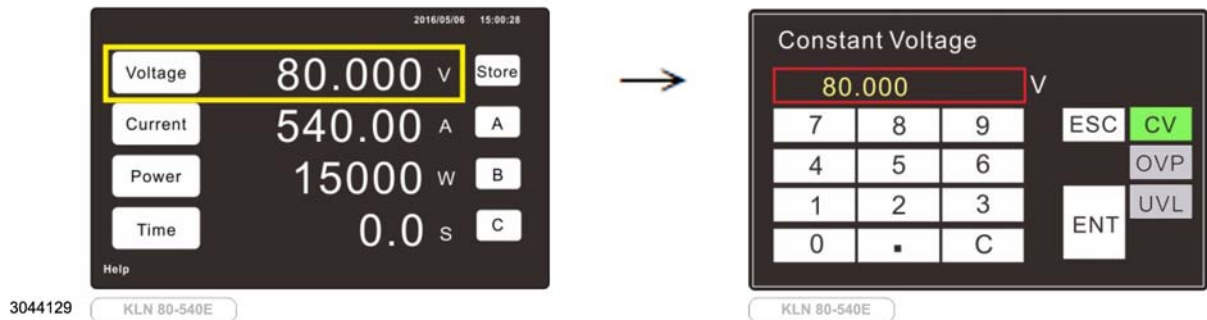 2016/05/06 15:00:28
Voltage 80.000 V Store
Current 540.00 A A
Power 15000 W B
Time 0.0 S C
Help
3044129 KLN 80-540E
Constant Voltage
80.000 V
7 8 9 ESC CV
4 5 6 OVP
1 2 3 UVL
0 . C ENT
KLN 80-540E